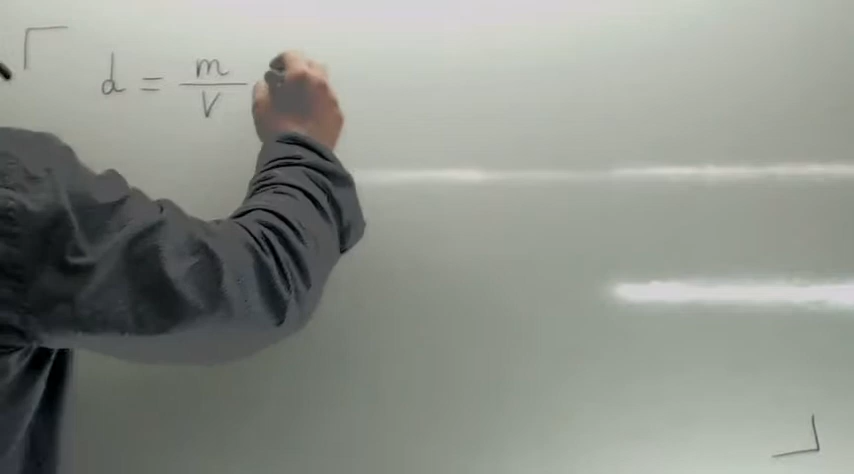 d = m/V